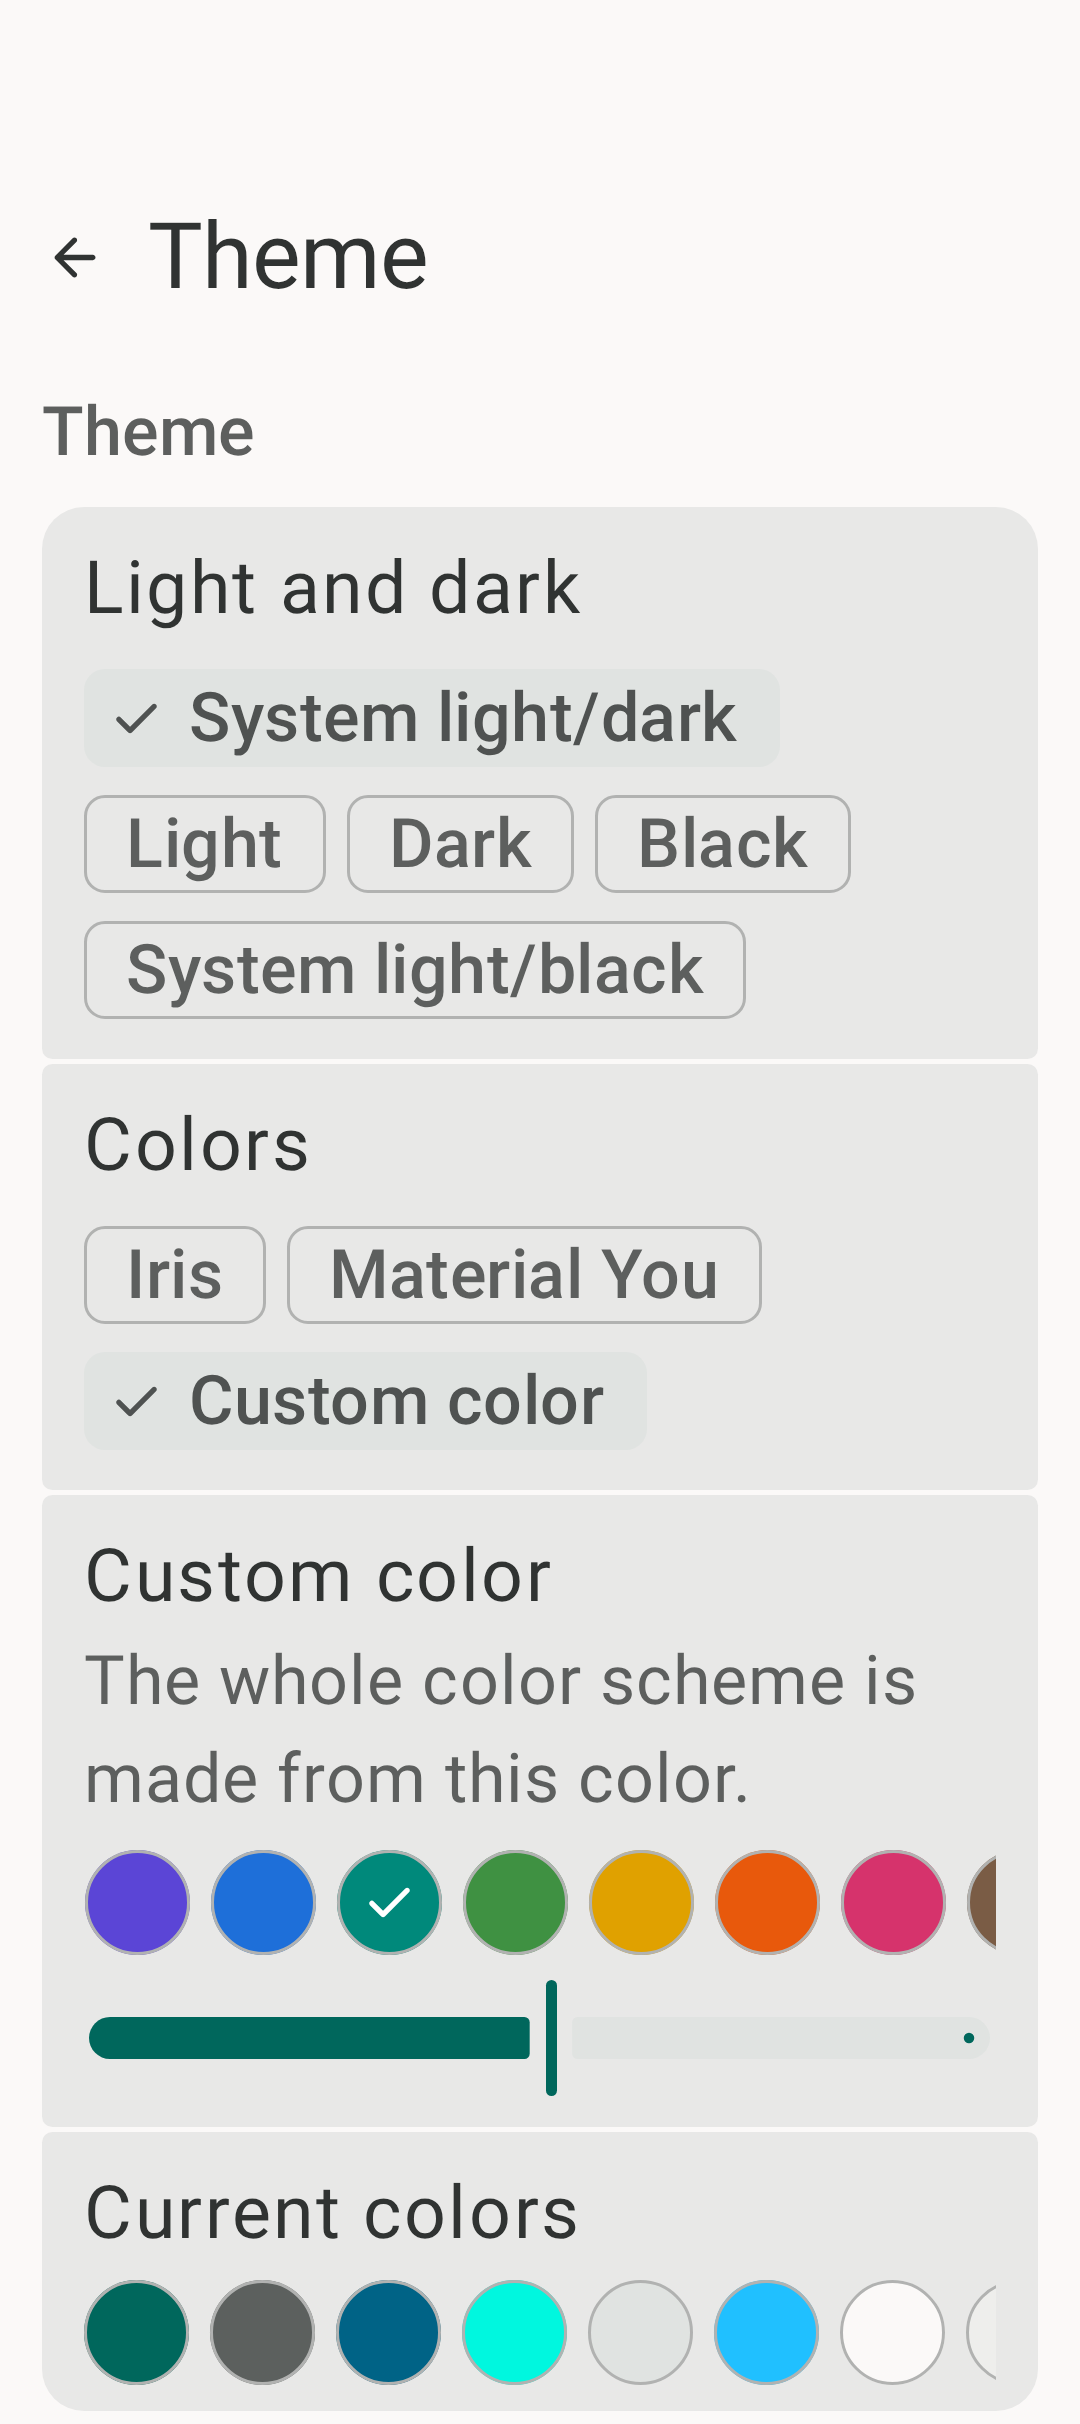 Theme
Theme
Light and dark
System light/dark
Light Dark Black
System light/black
Colors
Iris Material You
Custom color
Custom color
The whole color scheme is
made from this color.
Current colors